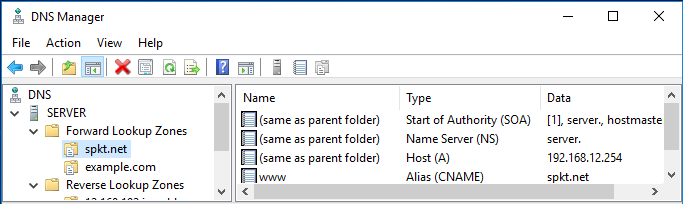 DNS Manager
File Action View Help
DNS
SERVER
Forward Lookup Zones
spkt.net
example.com
Reverse Lookup Zones
Name Type Data
(same as parent folder) Start of Authority (SOA) [1], server., hostmaste
(same as parent folder) Name Server (NS) server.
(same as parent folder) Host (A) 192.168.12.254
www Alias (CNAME) spkt.net